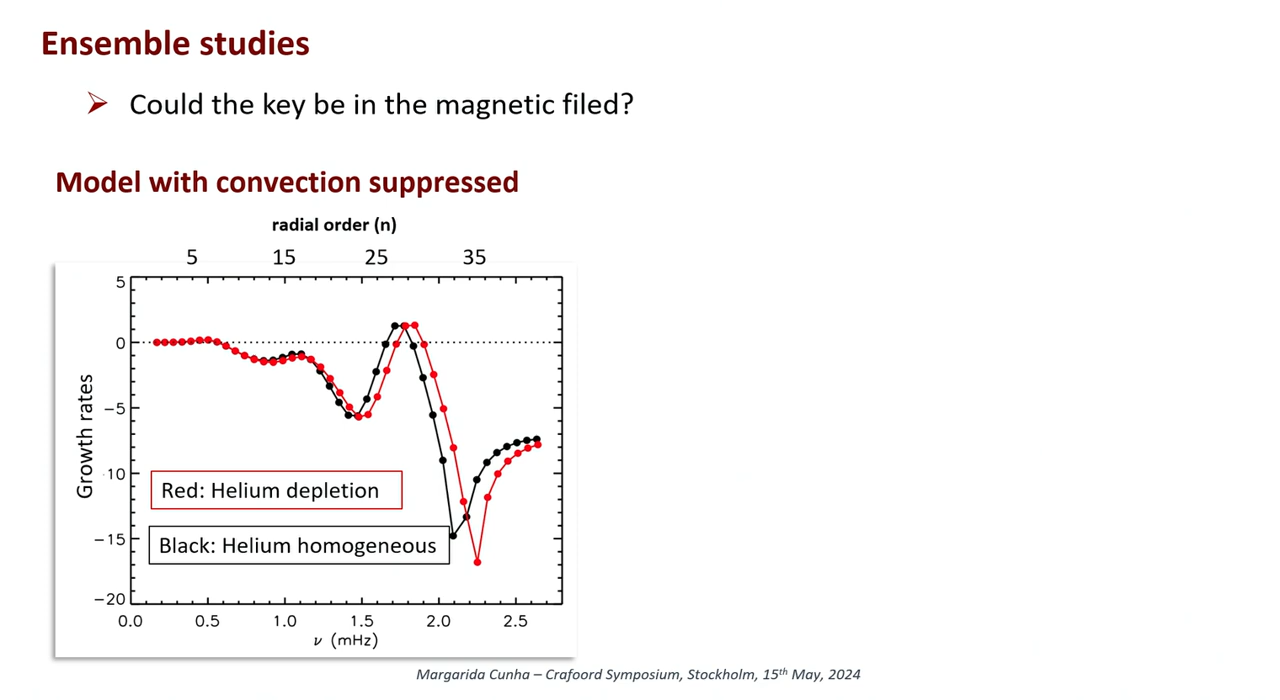 Ensemble studies
Could the key be in the magnetic filed?
Model with convection suppressed
radial order (n)
5 15 25 35
5
0
−5
-10
−15
−20
Growth rates
Red: Helium depletion
Black: Helium homogeneous
0.0 0.5 1.0 1.5 2.0 2.5
ν (mHz)
Margarida Cunha – Crafoord Symposium, Stockholm, 15th May, 2024